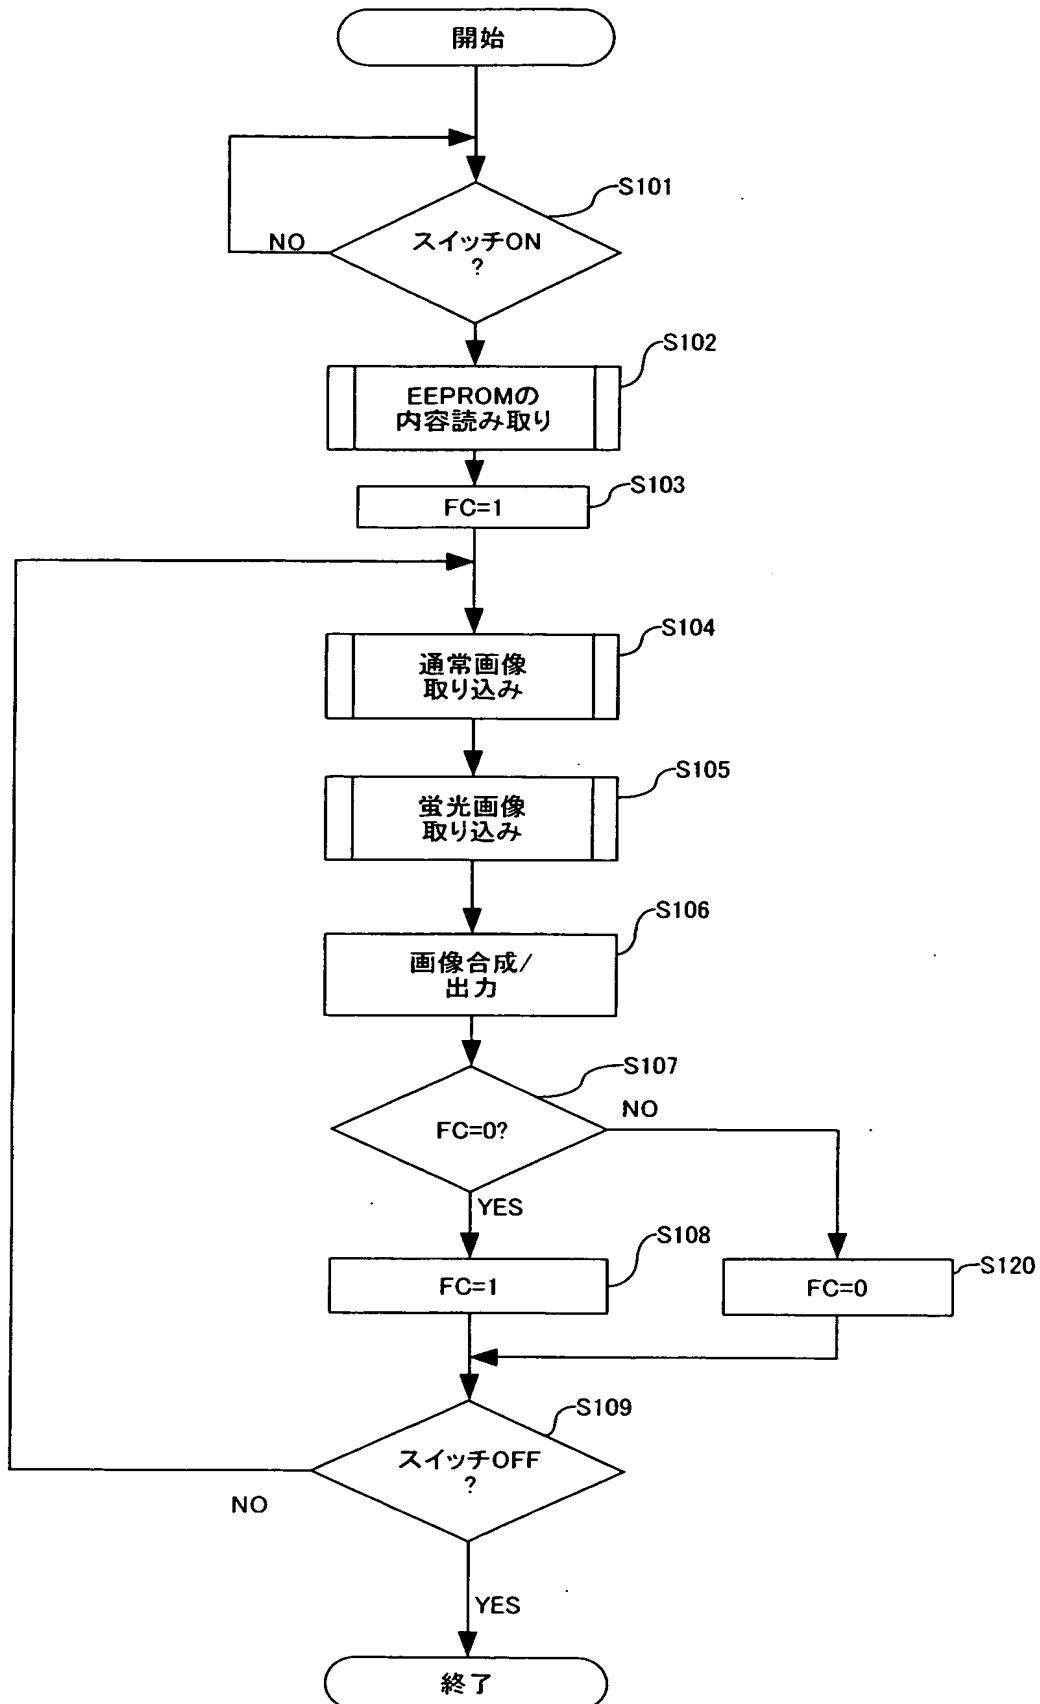 開始
S101
スイッチON
?
NO
S102
EEPROMの
内容読み取り
S103
FC=1
S104
通常画像
取り込み
S105
蛍光画像
取り込み
S106
画像合成/
出力
S107
FC=0?
NO
YES
S108
FC=1
S120
FC=0
S109
スイッチOFF
?
NO
YES
終了